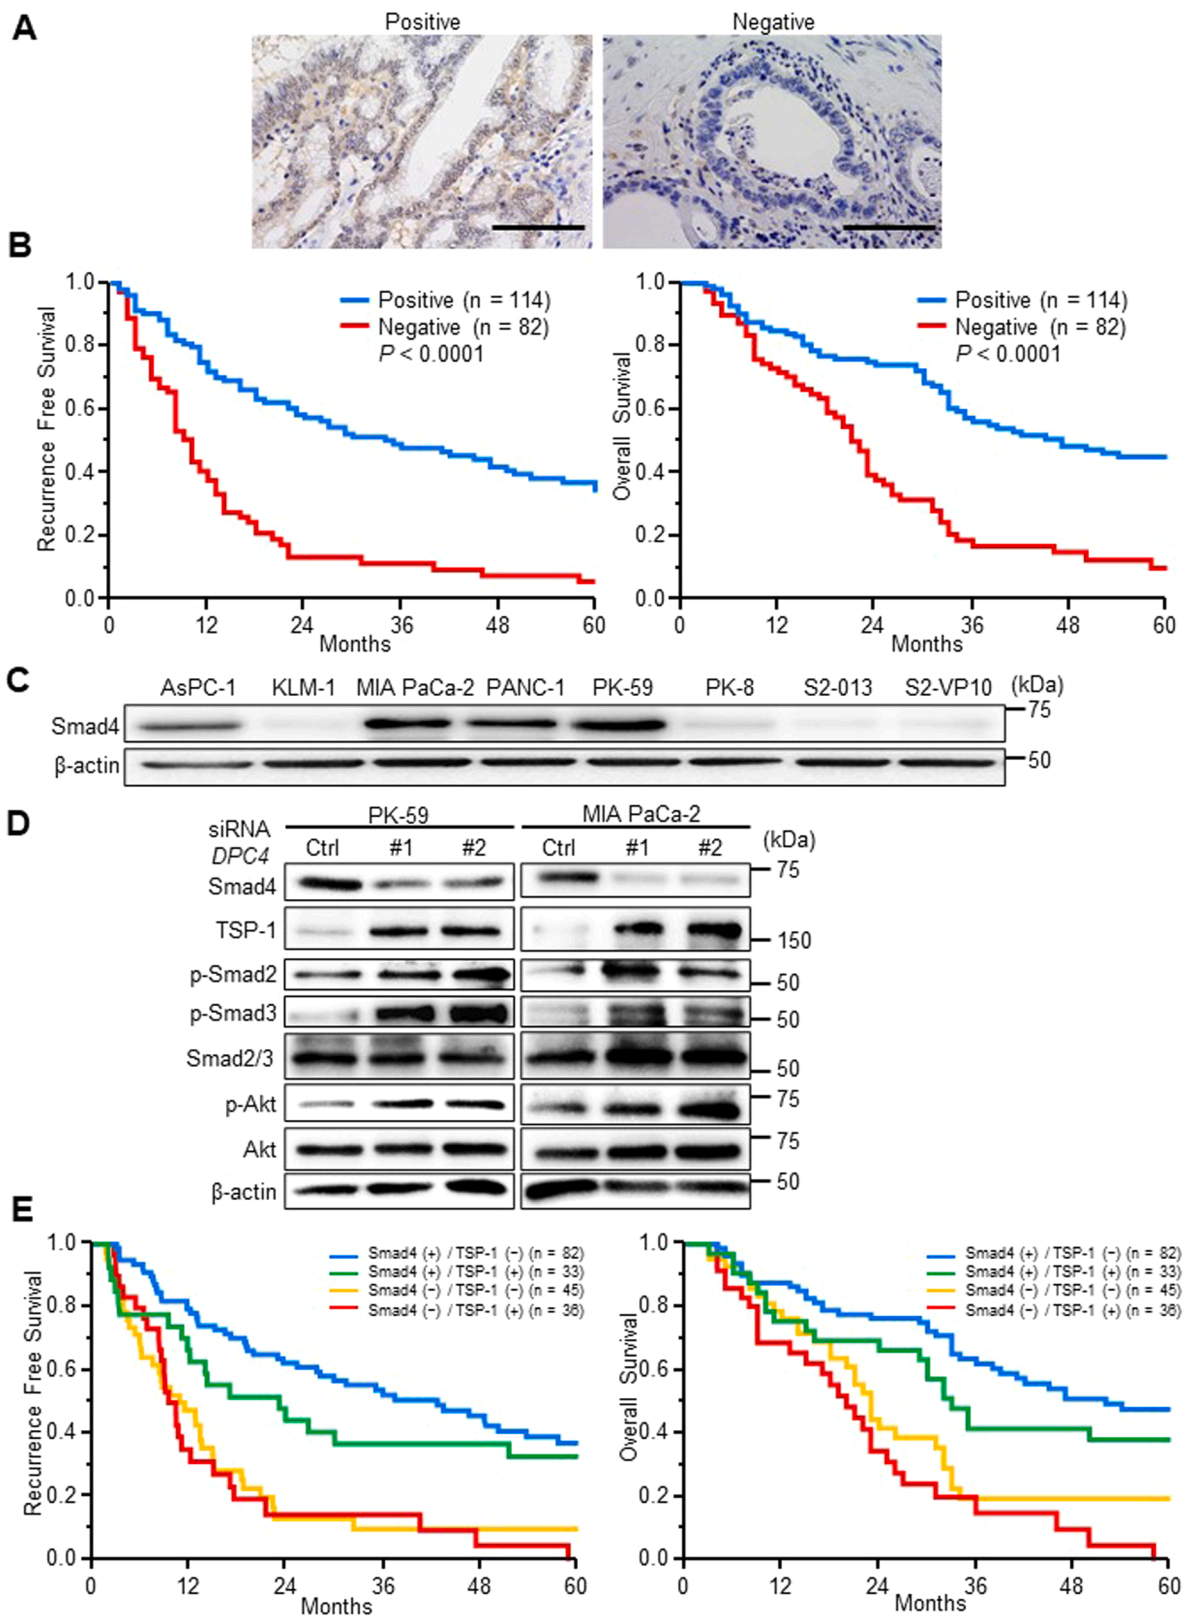 A
Positive
Negative
B
Recurrence Free Survival
1.0
0.8
0.6
0.4
0.2
0.0
0
12
24
36
48
60
Months
Positive (n = 114)
Negative (n = 82)
P < 0.0001
Overall Survival
1.0
0.8
0.6
0.4
0.2
0.0
0
12
24
36
48
60
Months
Positive (n = 114)
Negative (n = 82)
P < 0.0001
C
AsPC-1 KLM-1 MIA PaCa-2 PANC-1 PK-59 PK-8 S2-013 S2-VP10 (kDa)
Smad4
75
β-actin
50
D
PK-59
MIA PaCa-2
siRNA
DPC4
Ctrl #1 #2 Ctrl #1 #2 (kDa)
Smad4
75
TSP-1
150
p-Smad2
50
p-Smad3
50
Smad2/3
50
p-Akt
75
Akt
75
β-actin
50
E
Recurrence Free Survival
1.0
0.8
0.6
0.4
0.2
0.0
0
12
24
36
48
60
Months
Smad4 (+) / TSP-1 (−) (n = 82)
Smad4 (+) / TSP-1 (+) (n = 33)
Smad4 (−) / TSP-1 (−) (n = 45)
Smad4 (−) / TSP-1 (+) (n = 36)
Overall Survival
1.0
0.8
0.6
0.4
0.2
0.0
0
12
24
36
48
60
Months
Smad4 (+) / TSP-1 (−) (n = 82)
Smad4 (+) / TSP-1 (+) (n = 33)
Smad4 (−) / TSP-1 (−) (n = 45)
Smad4 (−) / TSP-1 (+) (n = 36)